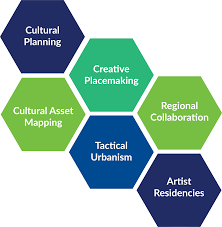 Cultural
Planning
Creative
Placemaking
Cultural Asset
Mapping
Regional
Collaboration
Tactical
Urbanism
Artist
Residencies